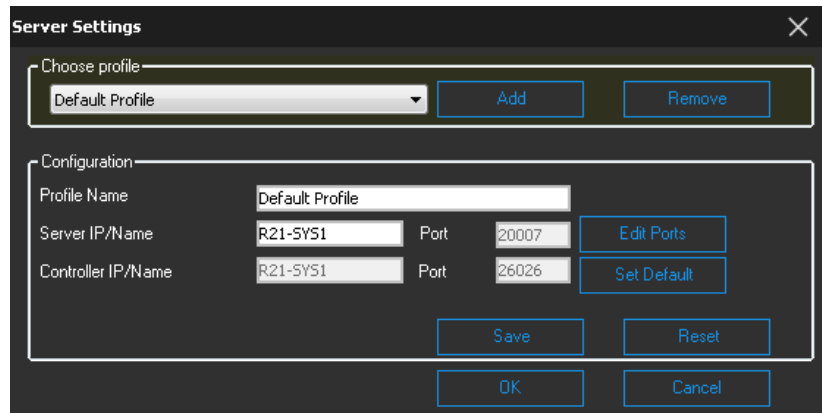 Server Settings
Choose profile
Default Profile Add Remove
Configuration
Profile Name Default Profile
Server IP/Name R21-SYS1 Port 20007 Edit Ports
Controller IP/Name R21-SYS1 Port 26026 Set Default
Save Reset
OK Cancel